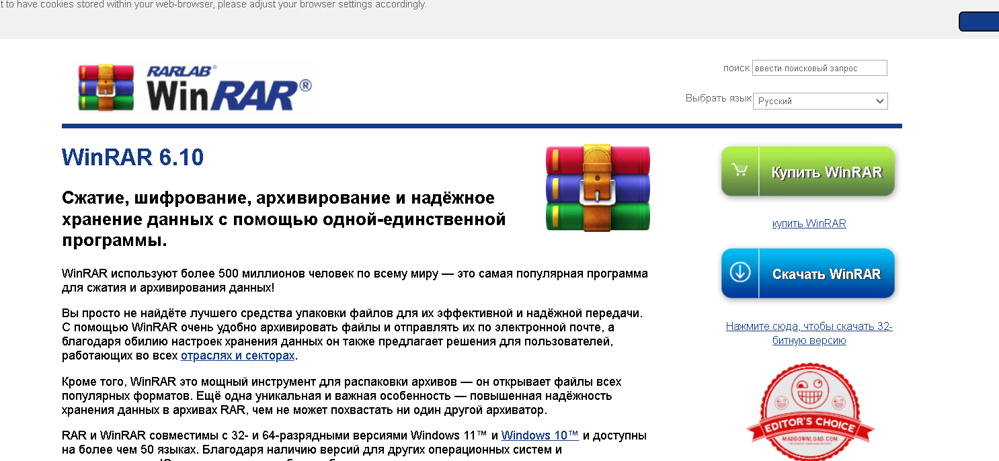 t to have cookies stored within your web-browser, please adjust your browser settings accordingly.
RARLAB®
WinRAR®
поиск
ввести поисковый запрос
Выбрать язык
Русский
WinRAR 6.10
Сжатие, шифрование, архивирование и надёжное
хранение данных с помощью одной-единственной
программы.
WinRAR используют более 500 миллионов человек по всему миру — это самая популярная программа
для сжатия и архивирования данных!
Вы просто не найдёте лучшего средства упаковки файлов для их эффективной и надёжной передачи.
С помощью WinRAR очень удобно архивировать файлы и отправлять их по электронной почте, а
благодаря обилию настроек хранения данных он также предлагает решения для пользователей,
работающих во всех отраслях и секторах.
Кроме того, WinRAR это мощный инструмент для распаковки архивов — он открывает файлы всех
популярных форматов. Ещё одна уникальная и важная особенность — повышенная надёжность
хранения данных в архивах RAR, чем не может похвастать ни один другой архиватор.
RAR и WinRAR совместимы с 32- и 64-разрядными версиями Windows 11™ и Windows 10™ и доступны
на более чем 50 языках. Благодаря наличию версий для других операционных систем и
Купить WinRAR
купить WinRAR
Скачать WinRAR
Нажмите сюда, чтобы скачать 32-
битную версию
EDITOR'S CHOICE
MADDOWNLOAD.COM